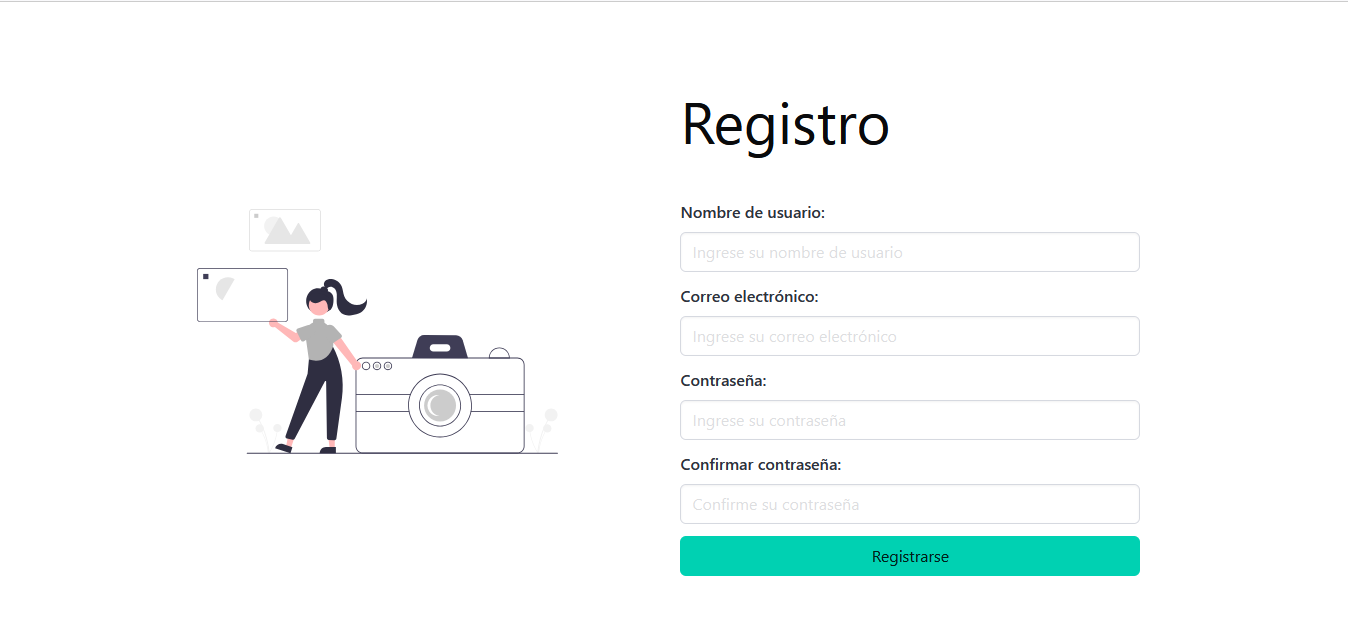 Registro
Nombre de usuario:
Ingrese su nombre de usuario
Correo electrónico:
Ingrese su correo electrónico
Contraseña:
Ingrese su contraseña
Confirmar contraseña:
Confirme su contraseña
Registrarse